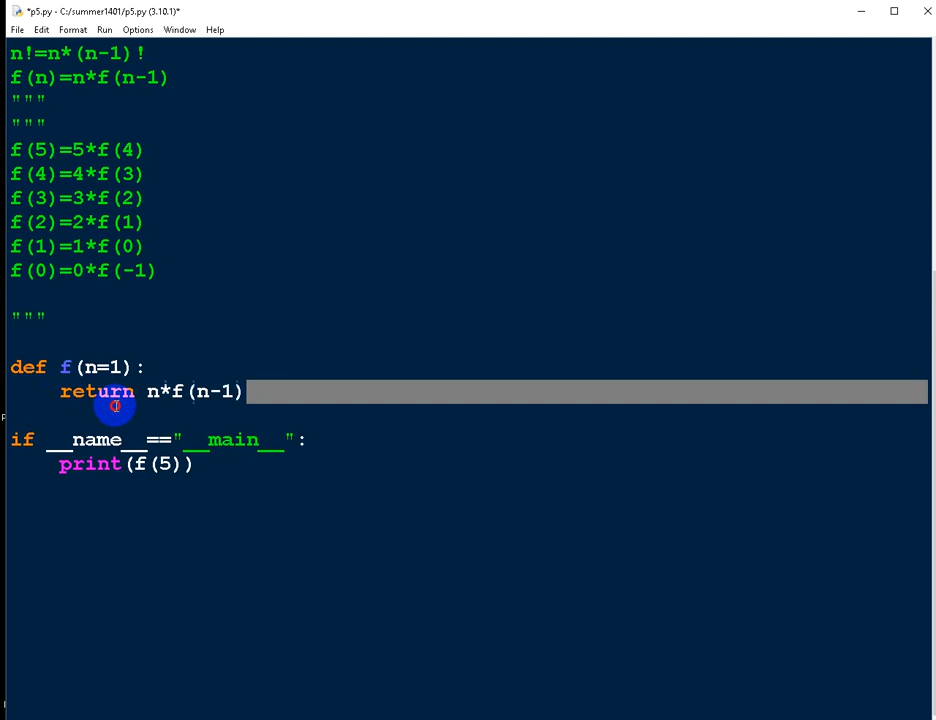 *p5.py - C:/summer1401/p5.py (3.10.1)*
File Edit Format Run Options Window Help
n!=n*(n-1)!
f(n)=n*f(n-1)
"""
"""
f(5)=5*f(4)
f(4)=4*f(3)
f(3)=3*f(2)
f(2)=2*f(1)
f(1)=1*f(0)
f(0)=0*f(-1)
"""
def f(n=1):
return n*f(n-1)
if __name__=="__main__":
print(f(5))